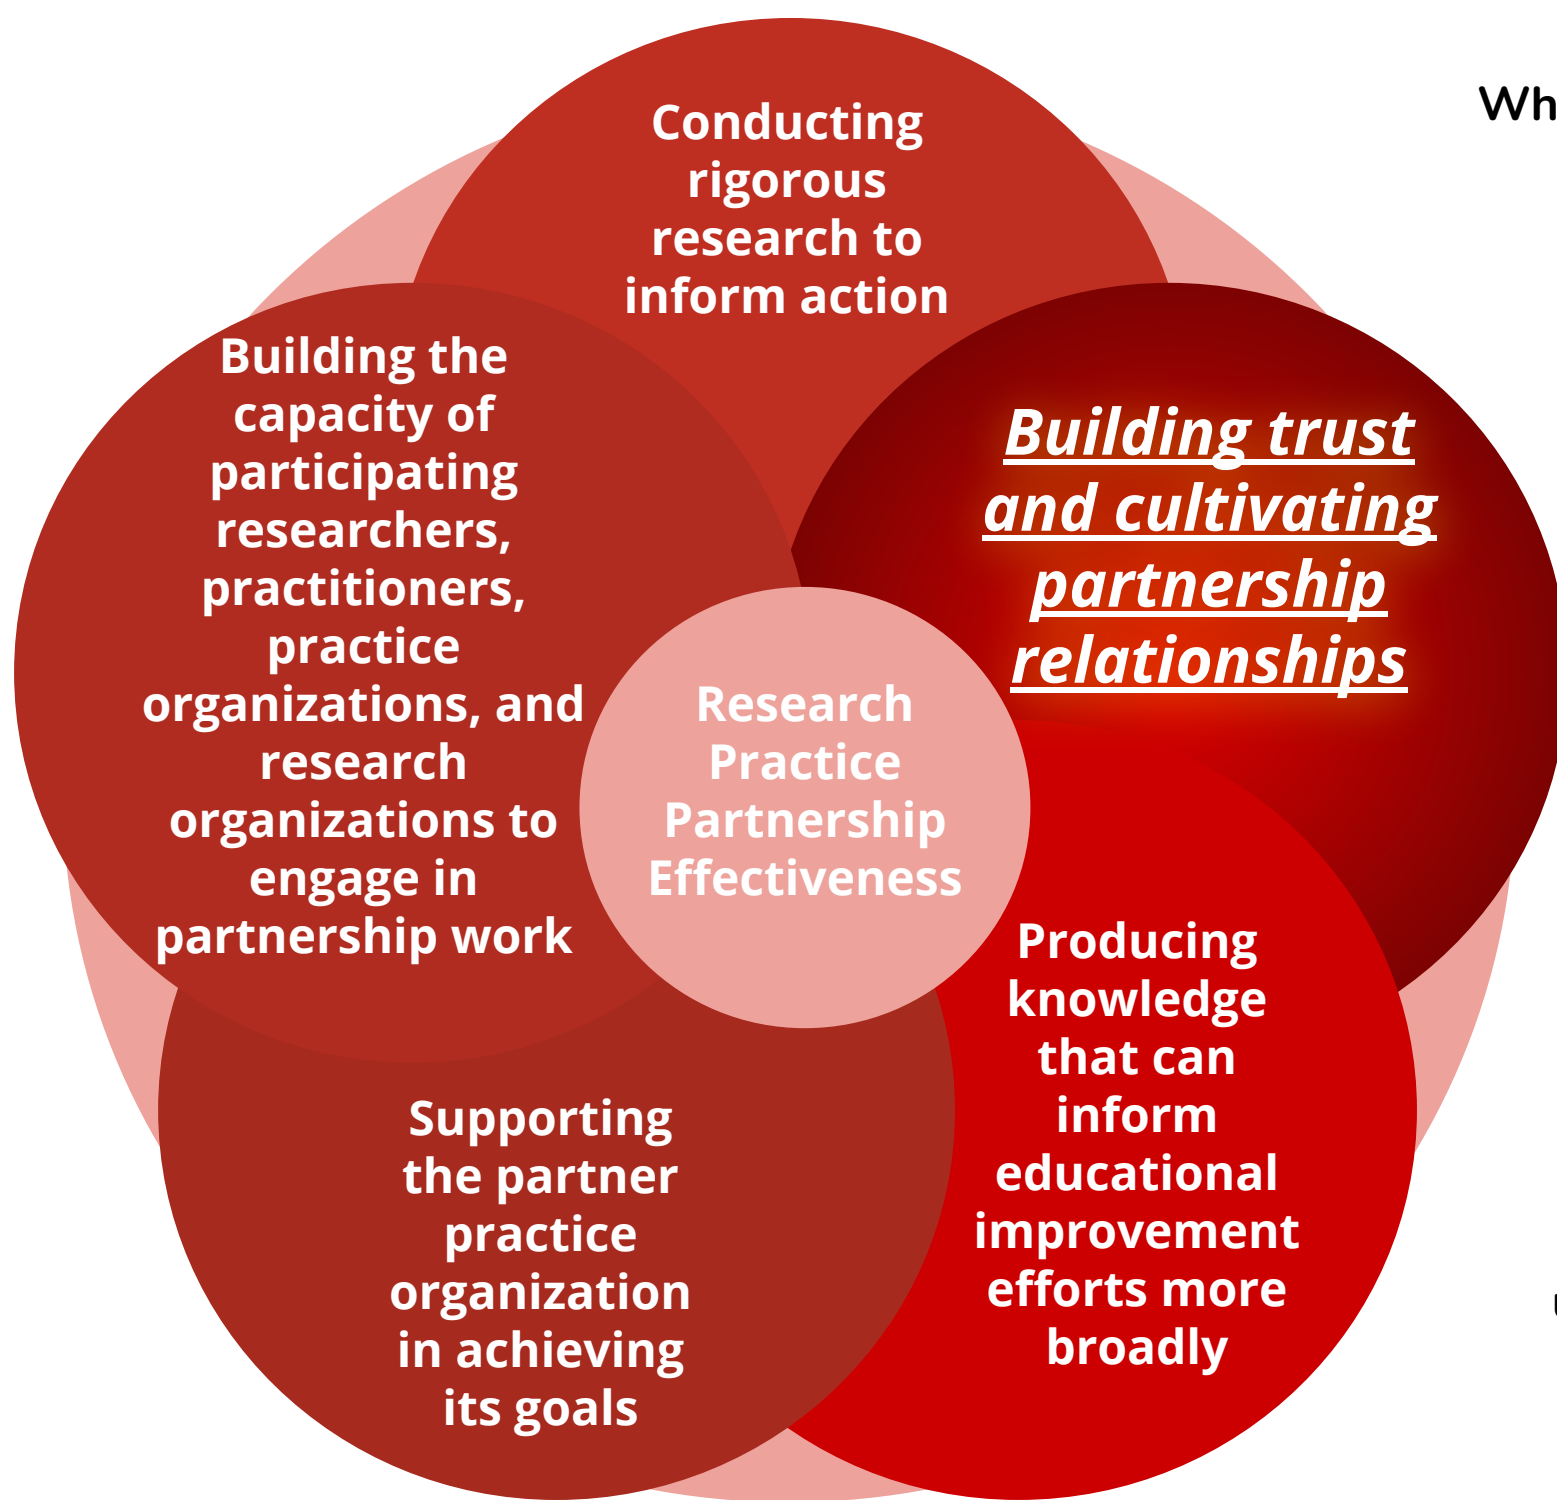 Conducting
rigorous
research to
inform action
Building the
capacity of
participating
researchers,
practitioners,
practice
organizations, and
research
organizations to
engage in
partnership work
Building trust
and cultivating
partnership
relationships
Research
Practice
Partnership
Effectiveness
Producing
knowledge
that can
inform
educational
improvement
efforts more
broadly
Supporting
the partner
practice
organization
in achieving
its goals